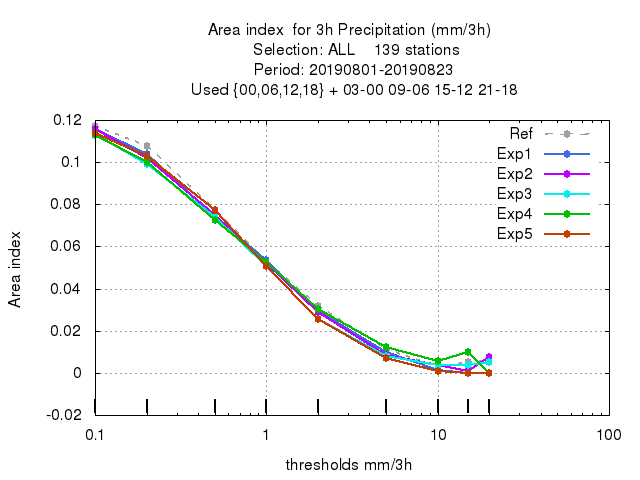 Area index  for 3h Precipitation (mm/3h)
Selection: ALL    139 stations
Period: 20190801-20190823
Used {00,06,12,18} + 03-00 09-06 15-12 21-18
0.12
0.1
0.08
0.06
0.04
0.02
0
-0.02
Area index
Ref
Exp1
Exp2
Exp3
Exp4
Exp5
0.1
1
10
100
thresholds mm/3h